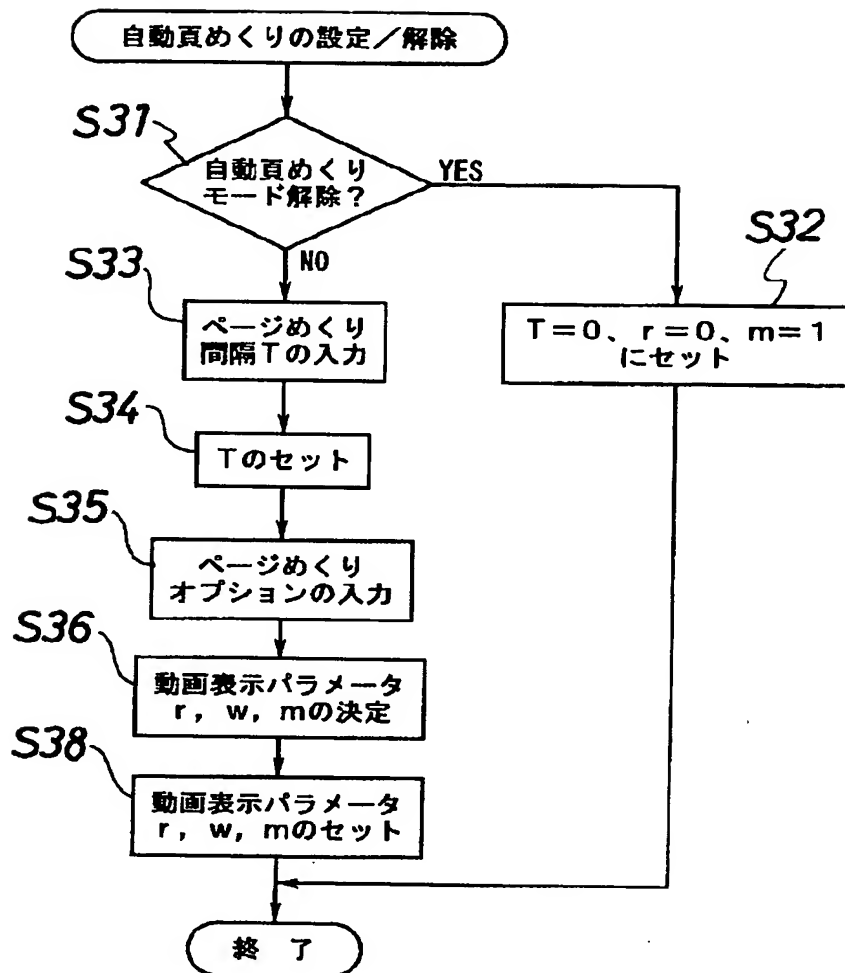 自動頁めくりの設定/解除
S31
自動頁めくり
モード解除?
YES
NO
S32
T=0、r=0、m=1
にセット
S33
ページめくり
間隔Tの入力
S34
Tのセット
S35
ページめくり
オプションの入力
S36
動画表示パラメータ
r, w, mの決定
S38
動画表示パラメータ
r, w, mのセット
終 了